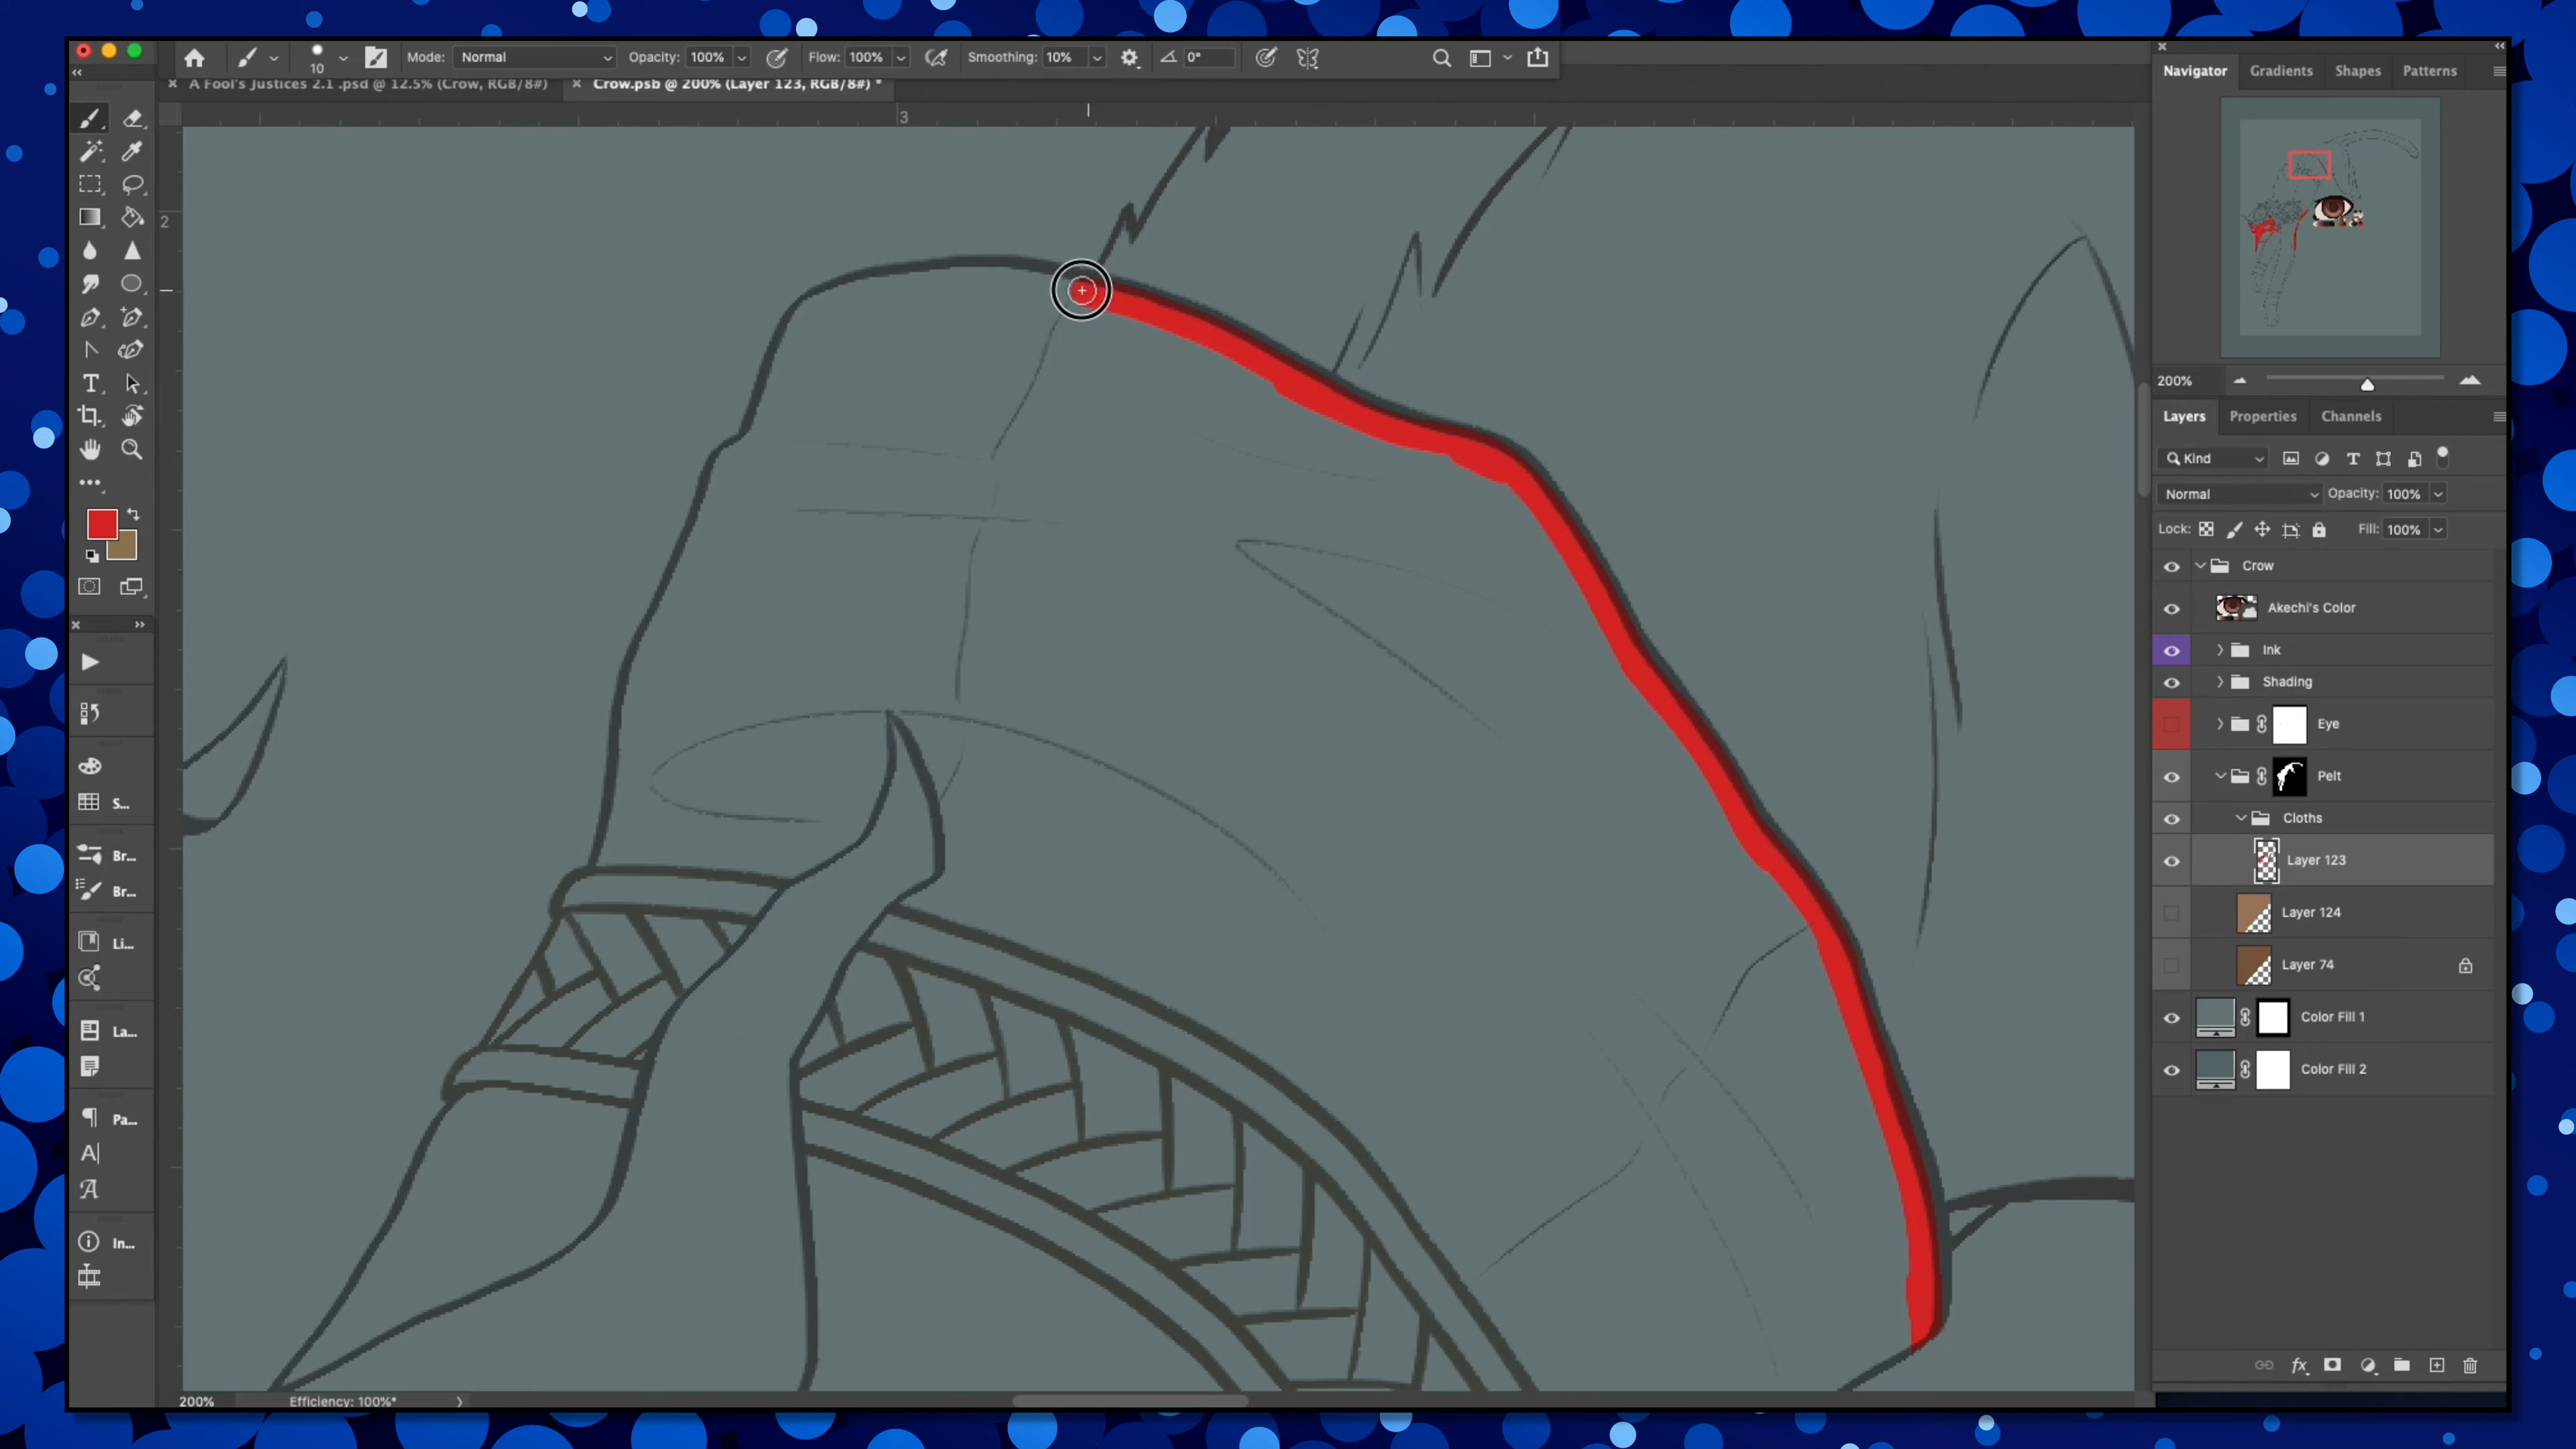 10 Mode: Normal Opacity: 100% Flow: 100% Smoothing: 10% 0°
A Fool's Justices 2.1 .psd @ 12.5% (Crow, RGB/8#) Crow.psb @ 200% (Layer 123, RGB/8#) *
Navigator Gradients Shapes Patterns
3
2
200%
Layers Properties Channels
Kind
Normal Opacity: 100%
Lock: Fill: 100%
Crow
Akechi's Color
Ink
Shading
Eye
Pelt
Cloths
Layer 123
Layer 124
Layer 74
Color Fill 1
Color Fill 2
S...
Br...
Br...
Li...
La...
Pa...
In...
200% Efficiency: 100%*